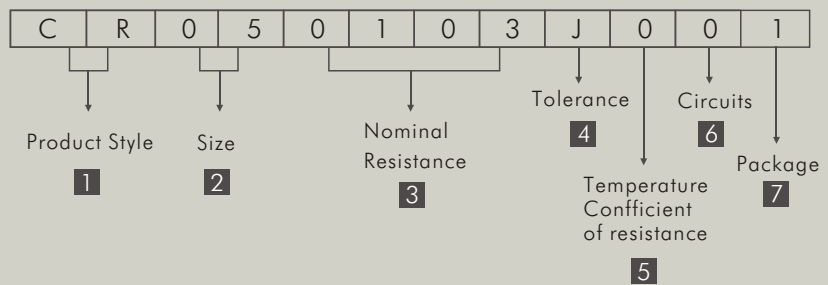 C R 0 5 0 1 0 3 J 0 0 1
Product Style
1
Size
2
Nominal
Resistance
3
Tolerance
4
Temperature
Confficient
of resistance
5
Circuits
6
Package
7